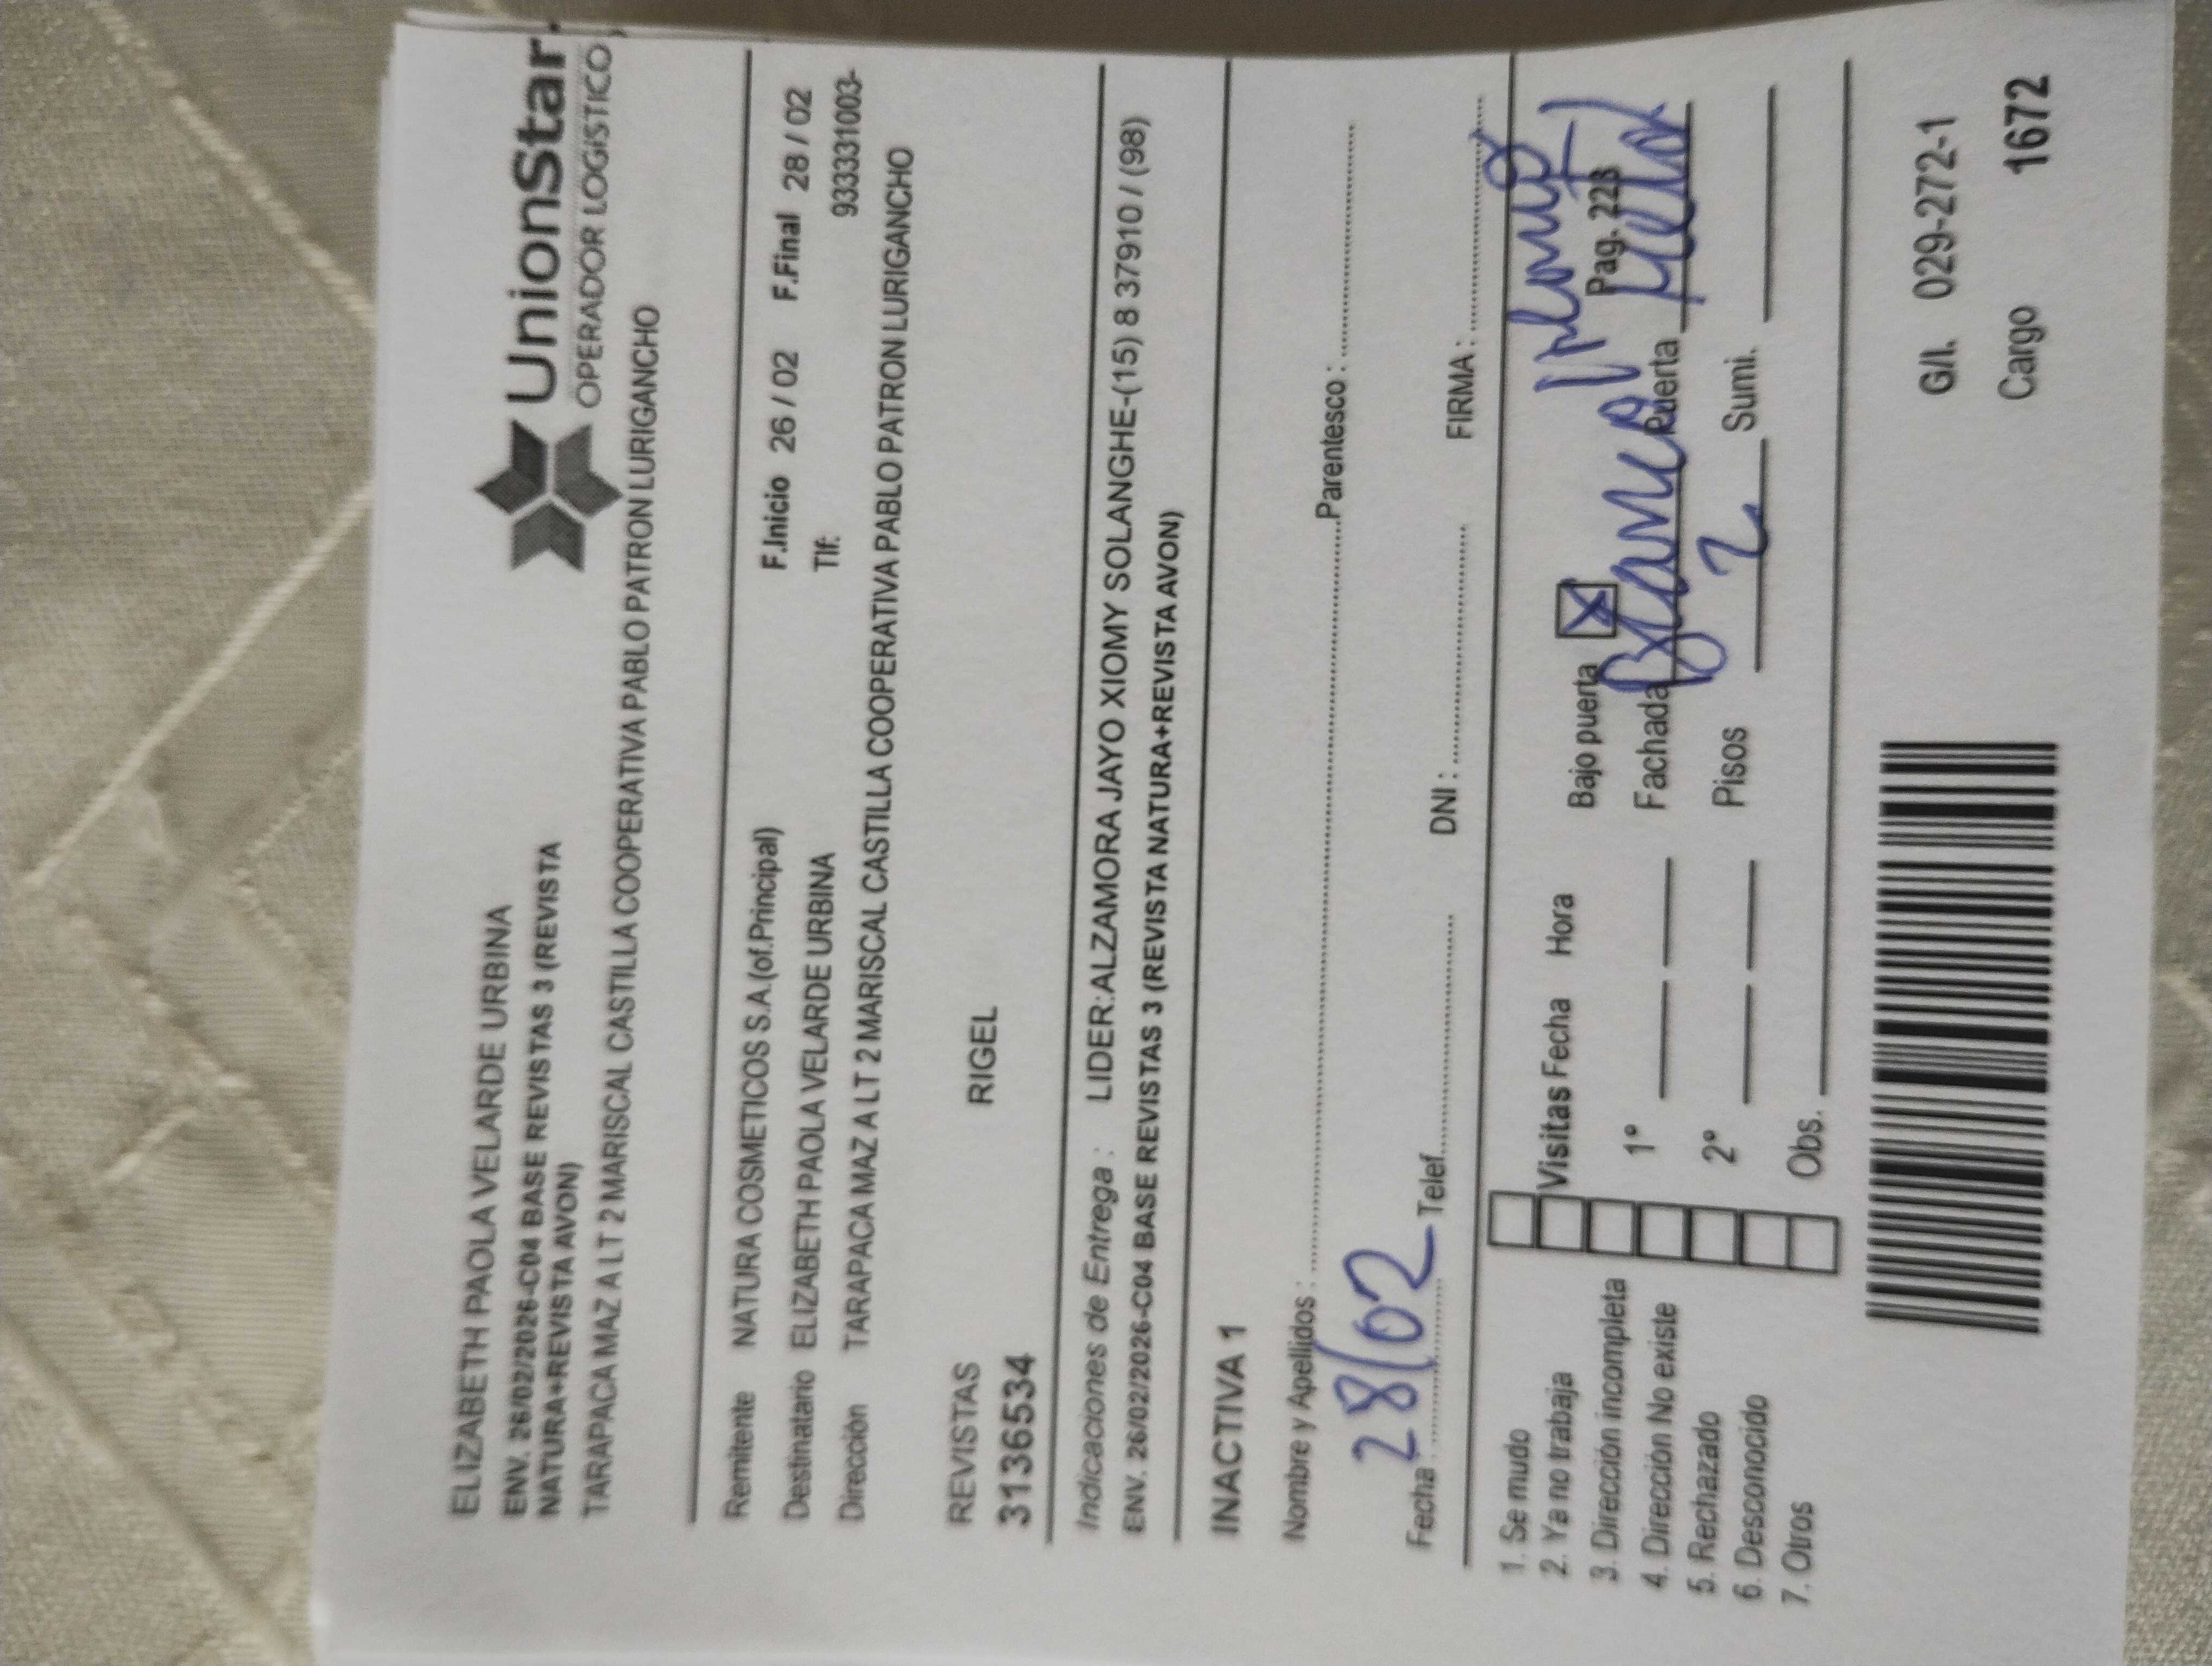 ELIZABETH PAOLA VELARDE URBINA
ENV. 26/02/2026-C04 BASE REVISTAS 3 (REVISTA
NATURA+REVISTA AVON)
TARAPACA MAZ A LT 2 MARISCAL CASTILLA COOPERATIVA PABLO PATRON LURIGANCHO
UnionStar
OPERADOR LOGISTICO
Remitente NATURA COSMETICOS S.A.(of.Principal) F.Inicio 26 / 02 F.Final 28 / 02
Destinatario ELIZABETH PAOLA VELARDE URBINA Tlf: 933331003-
Dirección TARAPACA MAZ A LT 2 MARISCAL CASTILLA COOPERATIVA PABLO PATRON LURIGANCHO
REVISTAS RIGEL
3136534
Indicaciones de Entrega : LIDER:ALZAMORA JAYO XIOMY SOLANGHE-(15) 8 37910 / (98)
ENV. 26/02/2026-C04 BASE REVISTAS 3 (REVISTA NATURA+REVISTA AVON)
INACTIVA 1
Nombre y Apellidos : Parentesco :
Fecha : 28/02 Telef. DNI : FIRMA :
1. Se mudo
2. Ya no trabaja
3. Dirección incompleta
4. Dirección No existe
5. Rechazado
6. Desconocido
7. Otros
Visitas Fecha Hora Bajo puerta X
Pag. 228
1º Fachada Blanco Puerta
2º Pisos 2 Sumi.
Obs.
G/I. 029-272-1
Cargo 1672